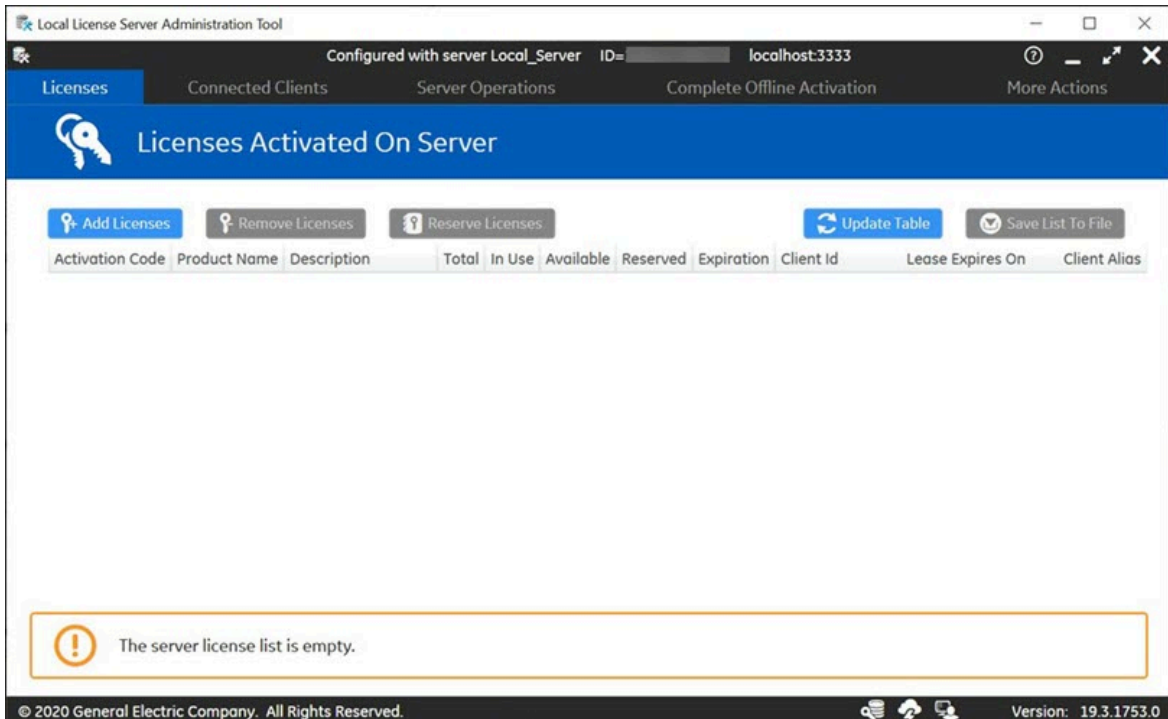 Local License Server Administration Tool
Configured with server Local_Server ID= localhost:3333
Licenses Connected Clients Server Operations Complete Offline Activation More Actions
Licenses Activated On Server
Add Licenses Remove Licenses Reserve Licenses Update Table Save List To File
Activation Code Product Name Description Total In Use Available Reserved Expiration Client Id Lease Expires On Client Alias
The server license list is empty.
© 2020 General Electric Company. All Rights Reserved. Version: 19.3.1753.0